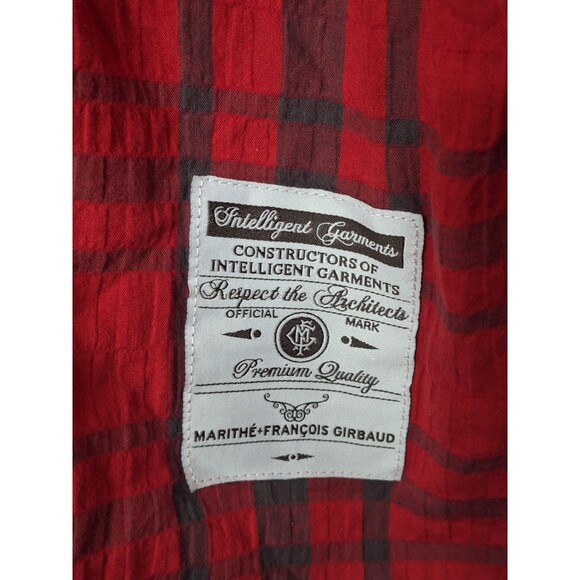 Intelligent Garments
CONSTRUCTORS OF
INTELLIGENT GARMENTS
Respect the Architects
OFFICIAL MARK
Premium Quality
MARITHÉ+FRANÇOIS GIRBAUD